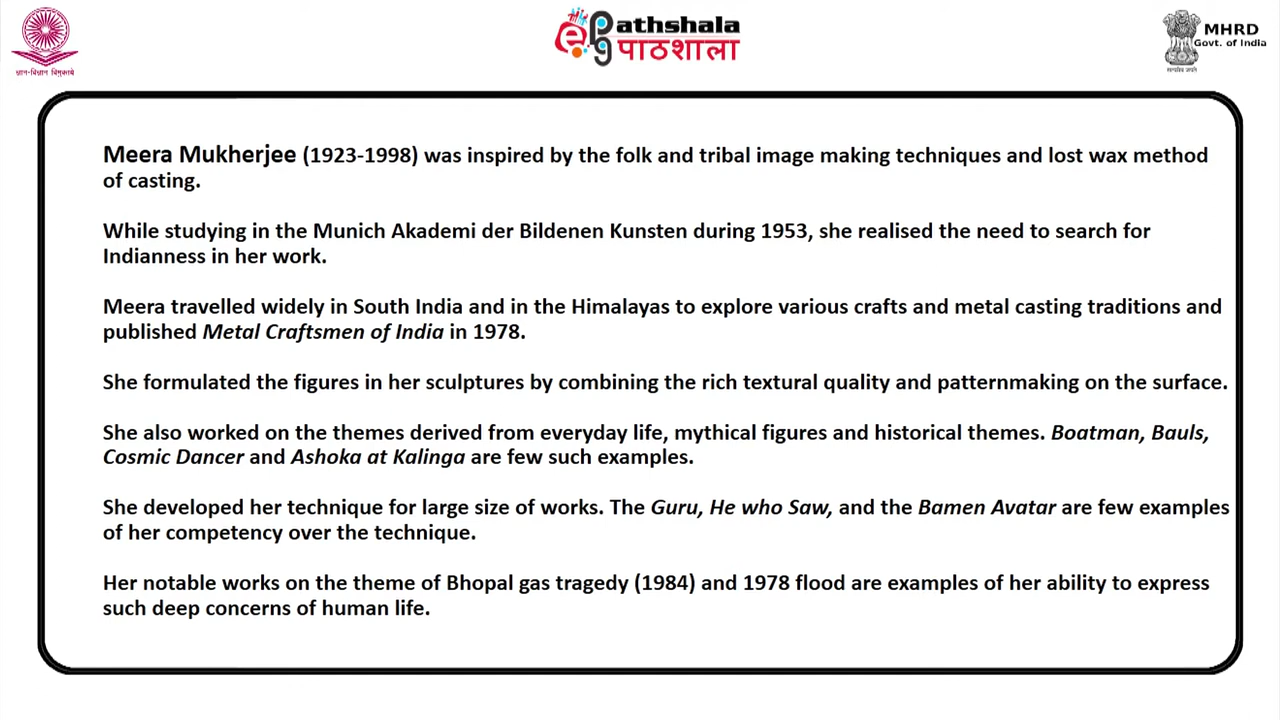 ज्ञान-विज्ञान विमुक्तये
e Pg athshala
पाठशाला
सत्यमेव जयते
MHRD
Govt. of India
Meera Mukherjee (1923-1998) was inspired by the folk and tribal image making techniques and lost wax method
of casting.
While studying in the Munich Akademi der Bildenen Kunsten during 1953, she realised the need to search for
Indianness in her work.
Meera travelled widely in South India and in the Himalayas to explore various crafts and metal casting traditions and
published Metal Craftsmen of India in 1978.
She formulated the figures in her sculptures by combining the rich textural quality and patternmaking on the surface.
She also worked on the themes derived from everyday life, mythical figures and historical themes. Boatman, Bauls,
Cosmic Dancer and Ashoka at Kalinga are few such examples.
She developed her technique for large size of works. The Guru, He who Saw, and the Bamen Avatar are few examples
of her competency over the technique.
Her notable works on the theme of Bhopal gas tragedy (1984) and 1978 flood are examples of her ability to express
such deep concerns of human life.